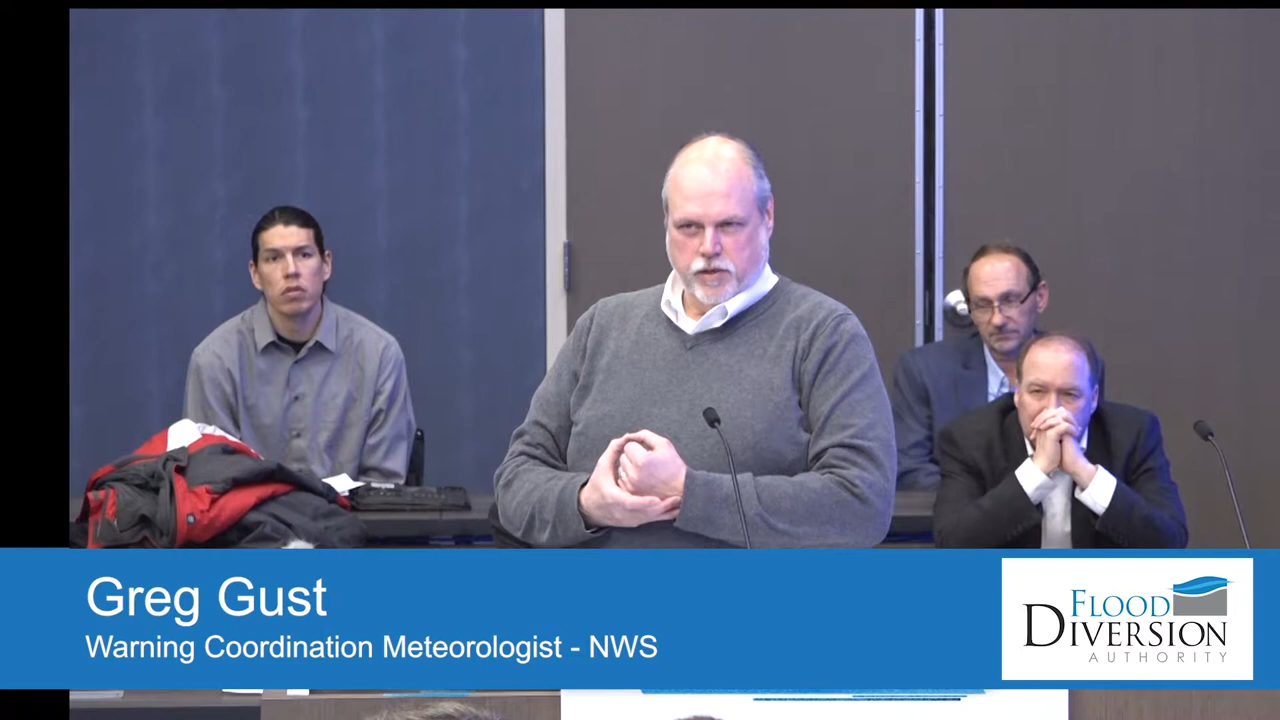 Greg Gust
Warning Coordination Meteorologist - NWS
FLOOD
DIVERSION
AUTHORITY